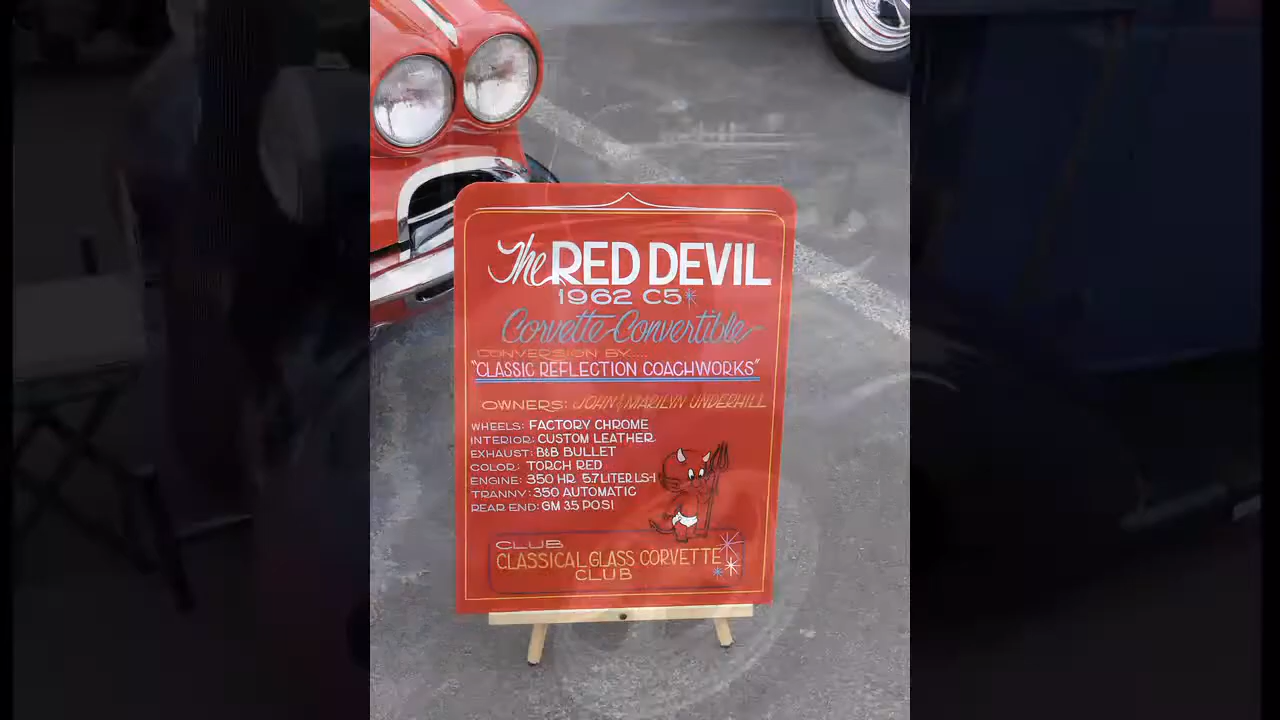 The RED DEVIL
1962 C5*
Corvette Convertible
CONVERSION BY....
"CLASSIC REFLECTION COACHWORKS"
OWNERS: JOHN & MARILYN UNDERHILL
WHEELS: FACTORY CHROME
INTERIOR: CUSTOM LEATHER
EXHAUST: B&B BULLET
COLOR: TORCH RED
ENGINE: 350 HR 5.7 LITER LS-1
TRANNY: 350 AUTOMATIC
REAR END: GM 3.5 POSI
CLUB
CLASSICAL GLASS CORVETTE
CLUB